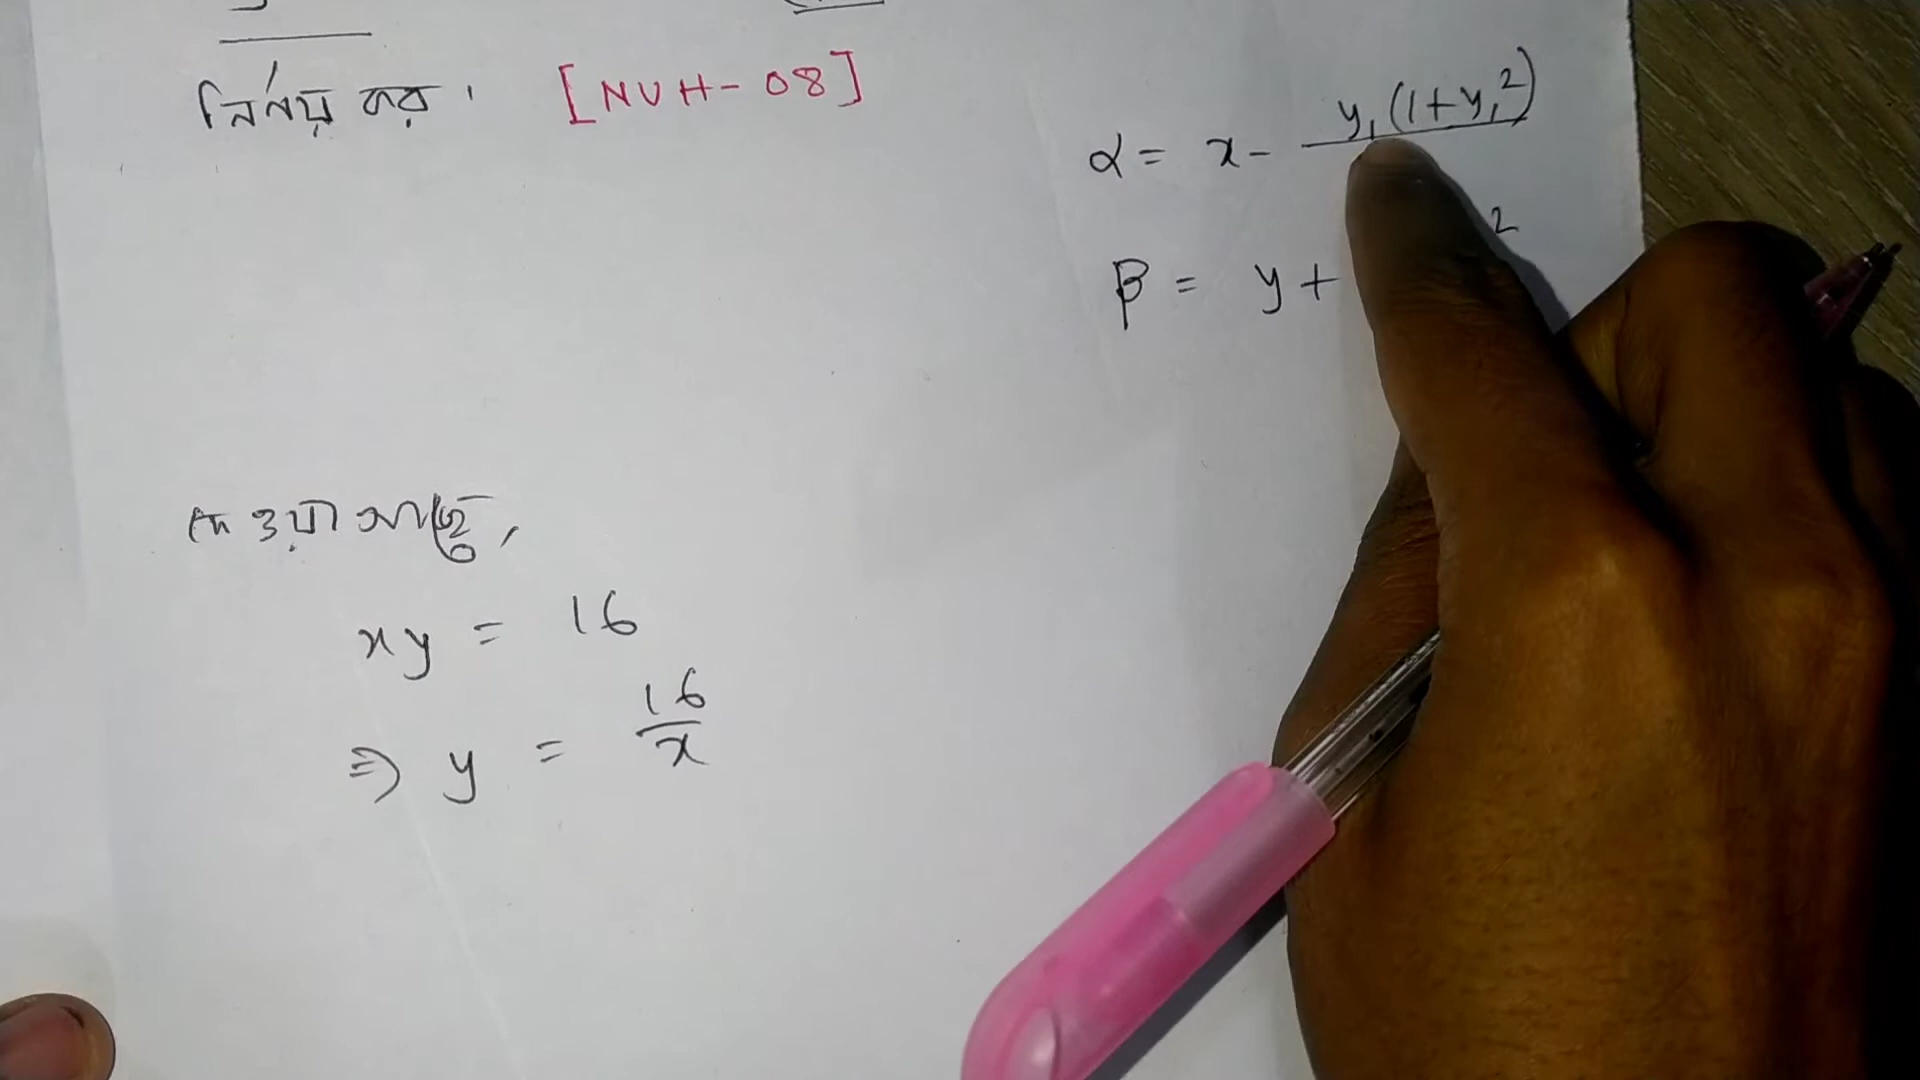 নির্ণয় কর। [NUH-08]
α = x - y₁(1+y₁²)
β = y + ²
দেওয়া আছে,
xy = 16
⇒ y = 16/x